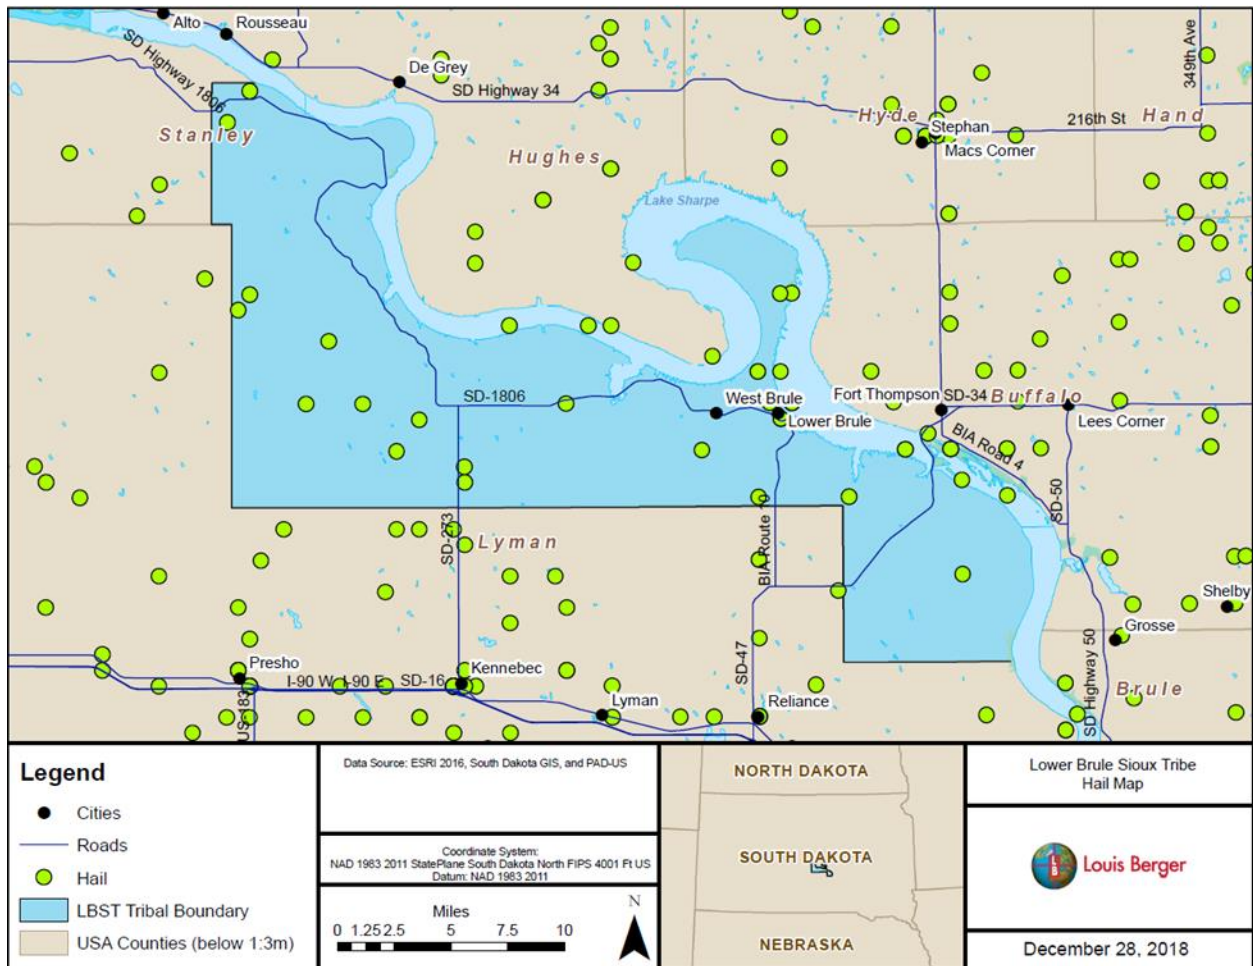 Alto
Rousseau
SD Highway 1806
De Grey
SD Highway 34
349th Ave
Stanley
Hughes
Hyde
Hand
216th St
Stephan
Macs Corner
Lake Sharpe
SD-1806
West Brule
Lower Brule
Fort Thompson
SD-34
Buffalo
Lees Corner
BIA Road 4
SD-50
SD-273
Lyman
BIA Route 10
Shelby
Grosse
SD Highway 50
Brule
Presho
I-90 W
I-90 E
SD-16
Kennebec
SD-47
US-183
Lyman
Reliance
Legend
Cities
Roads
Hail
LBST Tribal Boundary
USA Counties (below 1:3m)
Data Source: ESRI 2016, South Dakota GIS, and PAD-US
Coordinate System:
NAD 1983 2011 StatePlane South Dakota North FIPS 4001 Ft US
Datum: NAD 1983 2011
Miles
0 1.25 2.5 5 7.5 10
N
NORTH DAKOTA
SOUTH DAKOTA
NEBRASKA
Lower Brule Sioux Tribe
Hail Map
Louis Berger
December 28, 2018